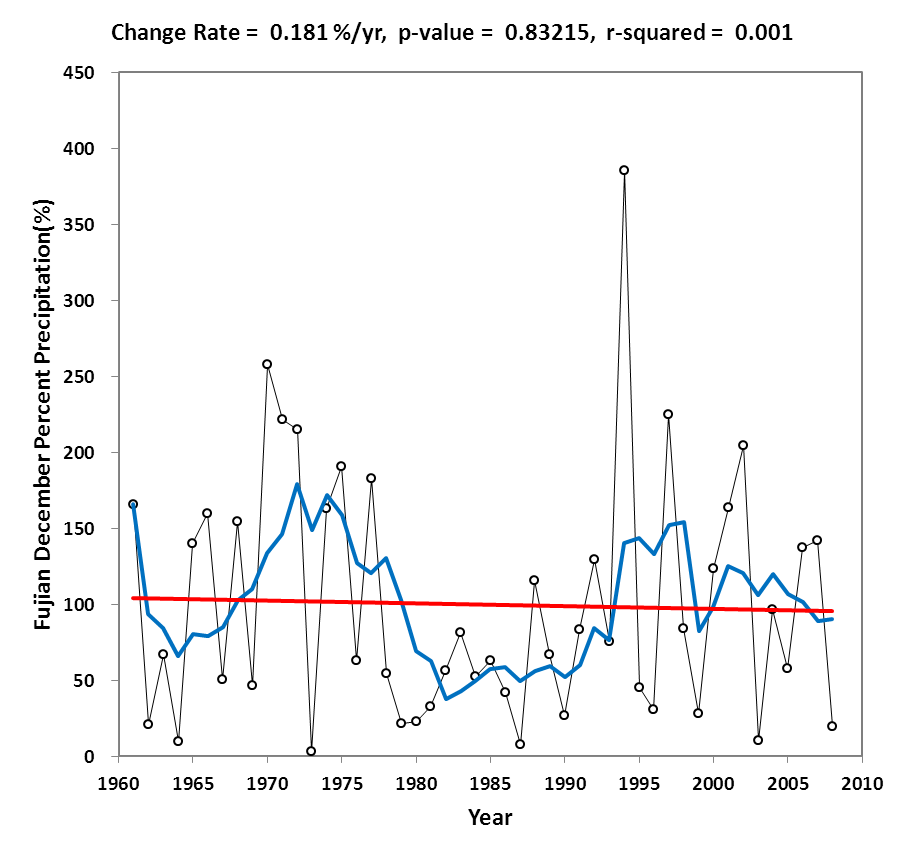 Change Rate = 0.181 %/yr, p-value = 0.83215, r-squared = 0.001
Fujian December Percent Precipitation(%)
450
400
350
300
250
200
150
100
50
0
1960 1965 1970 1975 1980 1985 1990 1995 2000 2005 2010
Year